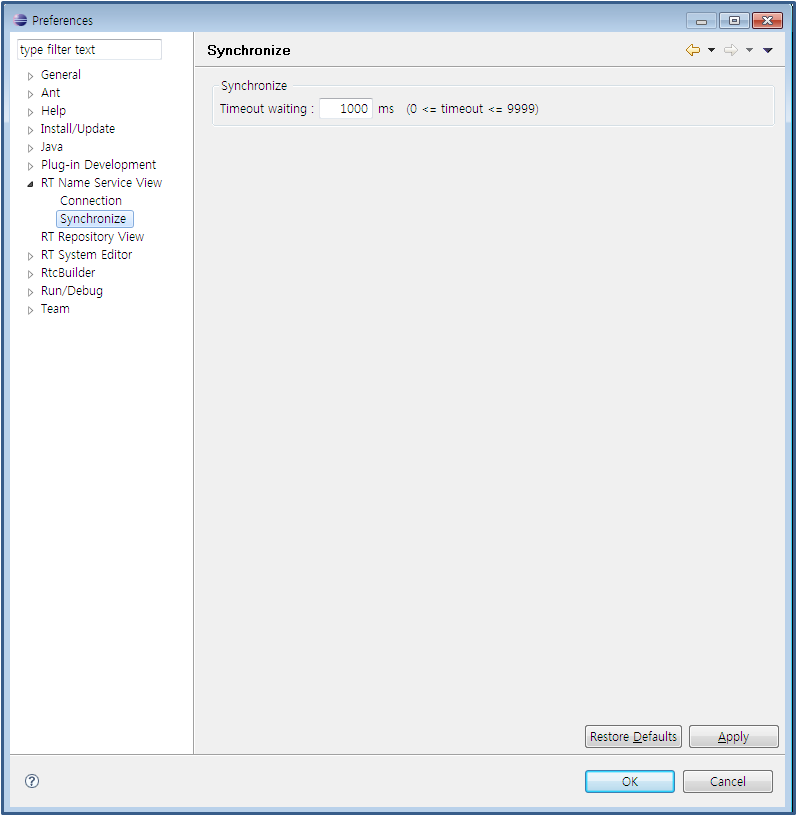 Preferences
type filter text
General
Ant
Help
Install/Update
Java
Plug-in Development
RT Name Service View
Connection
Synchronize
RT Repository View
RT System Editor
RtcBuilder
Run/Debug
Team
Synchronize
Synchronize
Timeout waiting : 1000 ms (0 <= timeout <= 9999)
Restore Defaults Apply
? OK Cancel